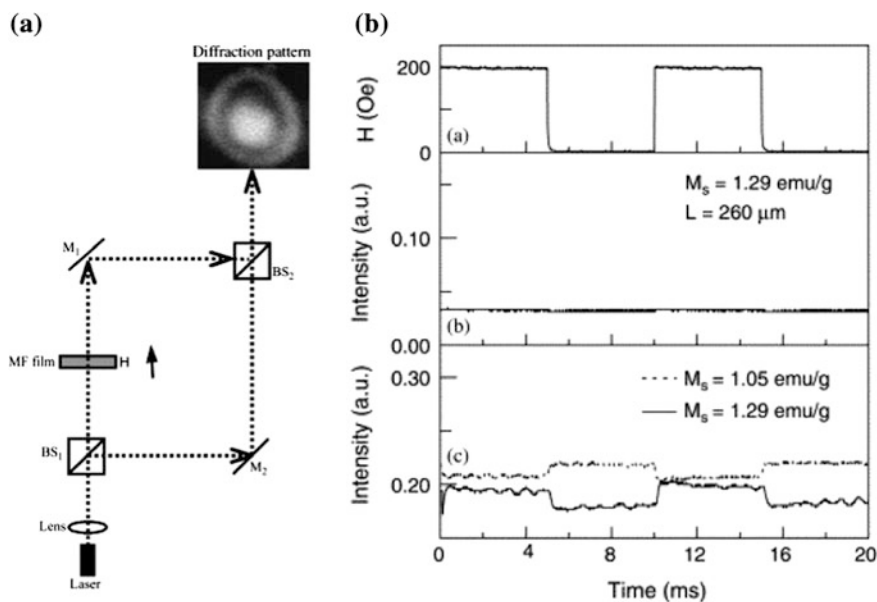 (a)
Diffraction pattern
M₁
BS₂
MF film
H
BS₁
M₂
Lens
Laser
(b)
200
H (Oe)
0
(a)
Mₛ = 1.29 emu/g
L = 260 μm
Intensity (a.u.)
0.10
(b)
0.00
Intensity (a.u.)
0.30
Mₛ = 1.05 emu/g
Mₛ = 1.29 emu/g
(c)
0.20
0 4 8 12 16 20
Time (ms)